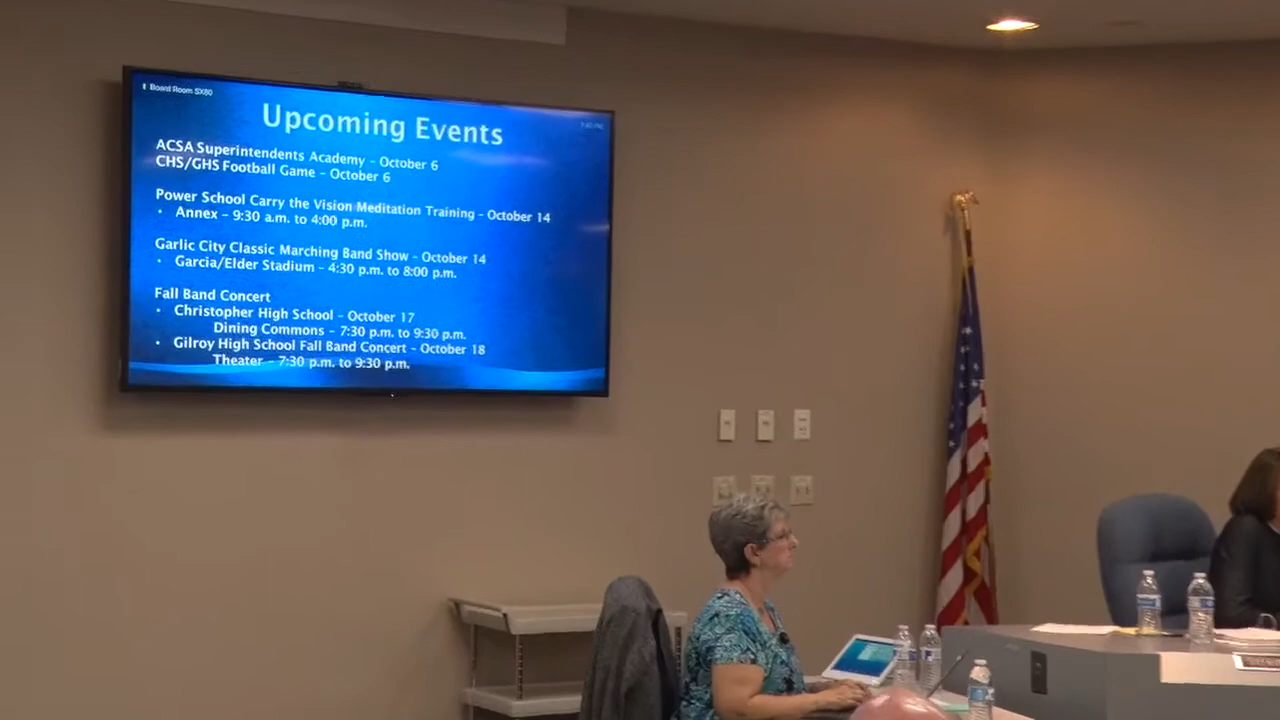 Board Room SX80
Upcoming Events
ACSA Superintendents Academy – October 6
CHS/GHS Football Game – October 6
Power School Carry the Vision Meditation Training – October 14
• Annex – 9:30 a.m. to 4:00 p.m.
Garlic City Classic Marching Band Show – October 14
• Garcia/Elder Stadium – 4:30 p.m. to 8:00 p.m.
Fall Band Concert
• Christopher High School – October 17
Dining Commons – 7:30 p.m. to 9:30 p.m.
• Gilroy High School Fall Band Concert – October 18
Theater – 7:30 p.m. to 9:30 p.m.